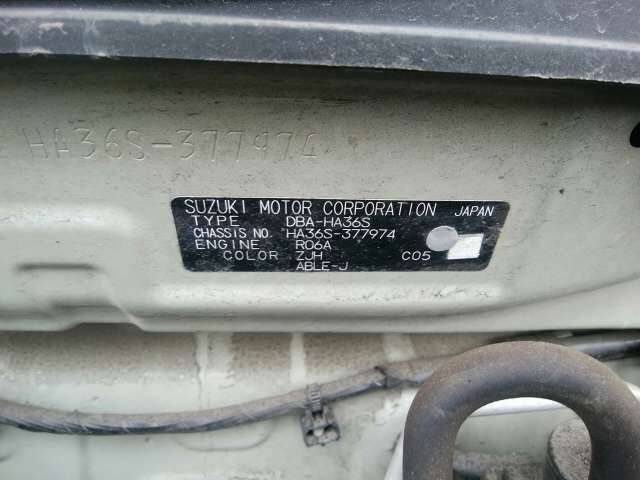 HA36S-377974
SUZUKI MOTOR CORPORATION JAPAN
TYPE DBA-HA36S
CHASSIS NO. HA36S-377974
ENGINE R06A
COLOR ZJH C05
ABLE-J